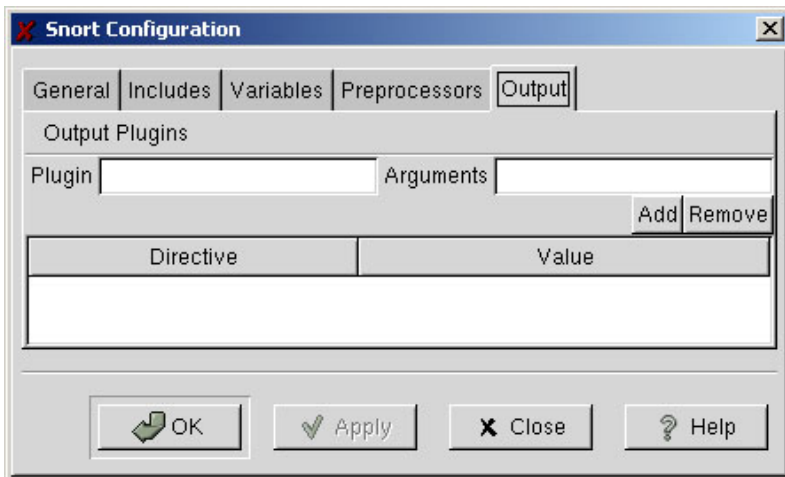 Snort Configuration
General Includes Variables Preprocessors Output
Output Plugins
Plugin Arguments
Add Remove
Directive Value
OK Apply Close Help